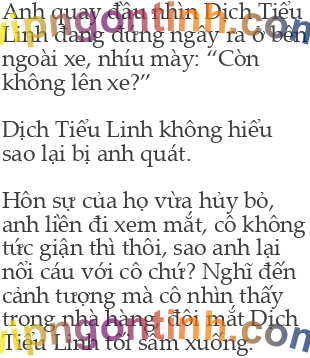 Anh quay đầu nhìn Dịch Tiểu
Linh đang đứng ngây ra ở bên
ngoài xe, nhíu mày: “Còn
không lên xe?”
Dịch Tiểu Linh không hiểu
sao lại bị anh quát.
Hôn sự của họ vừa hủy bỏ,
anh liền đi xem mắt, cô không
tức giận thì thôi, sao anh lại
nổi cáu với cô chứ? Nghĩ đến
cảnh tượng mà cô nhìn thấy
trong nhà hàng, đôi mắt Dịch
Tiểu Linh tối sầm xuống.
vipngontinh.com
vipngontinh.com